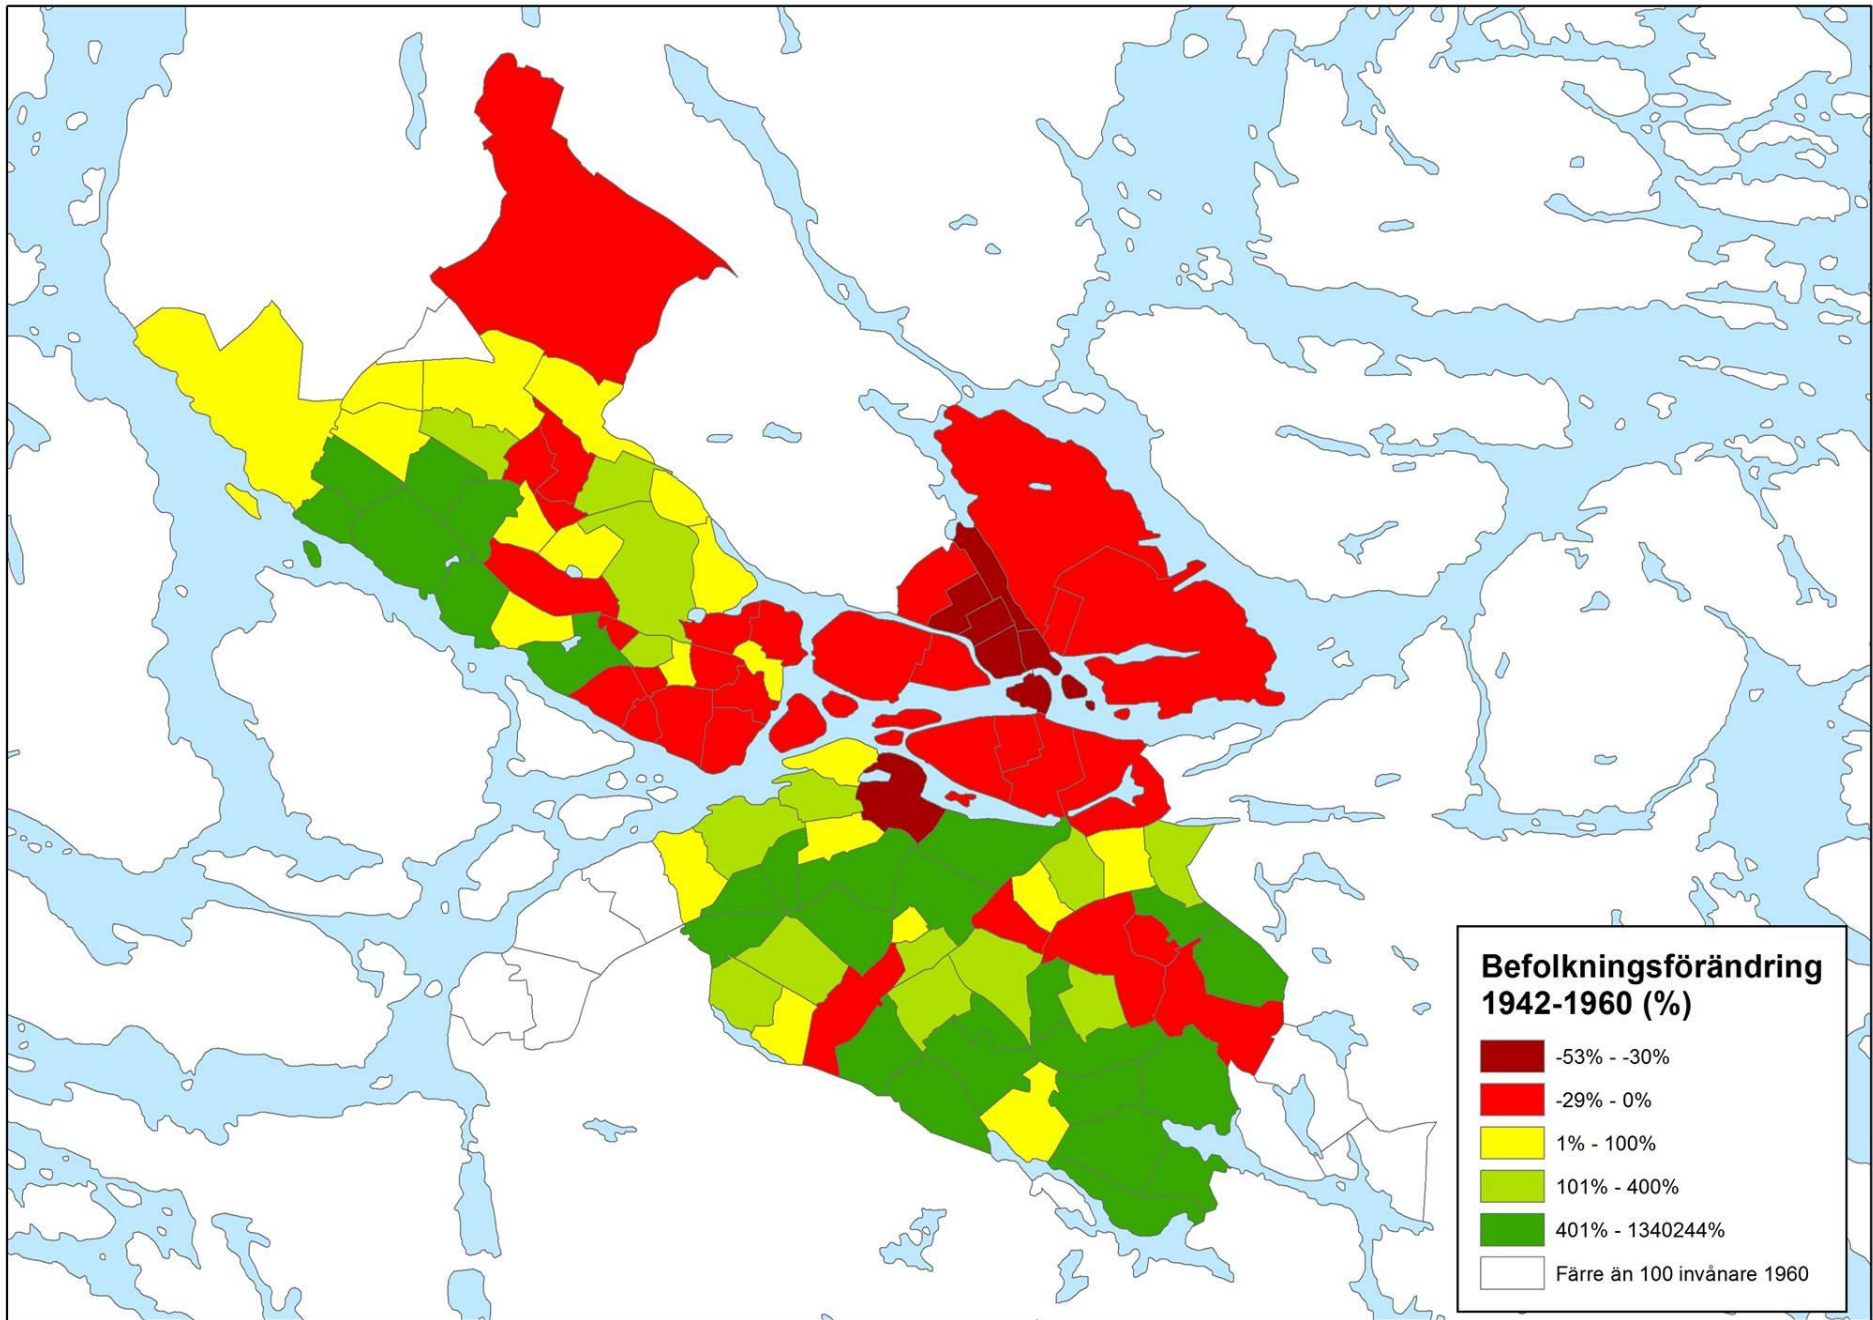 Befolkningsförändring
1942-1960 (%)
-53% - -30%
-29% - 0%
1% - 100%
101% - 400%
401% - 1340244%
Färre än 100 invånare 1960